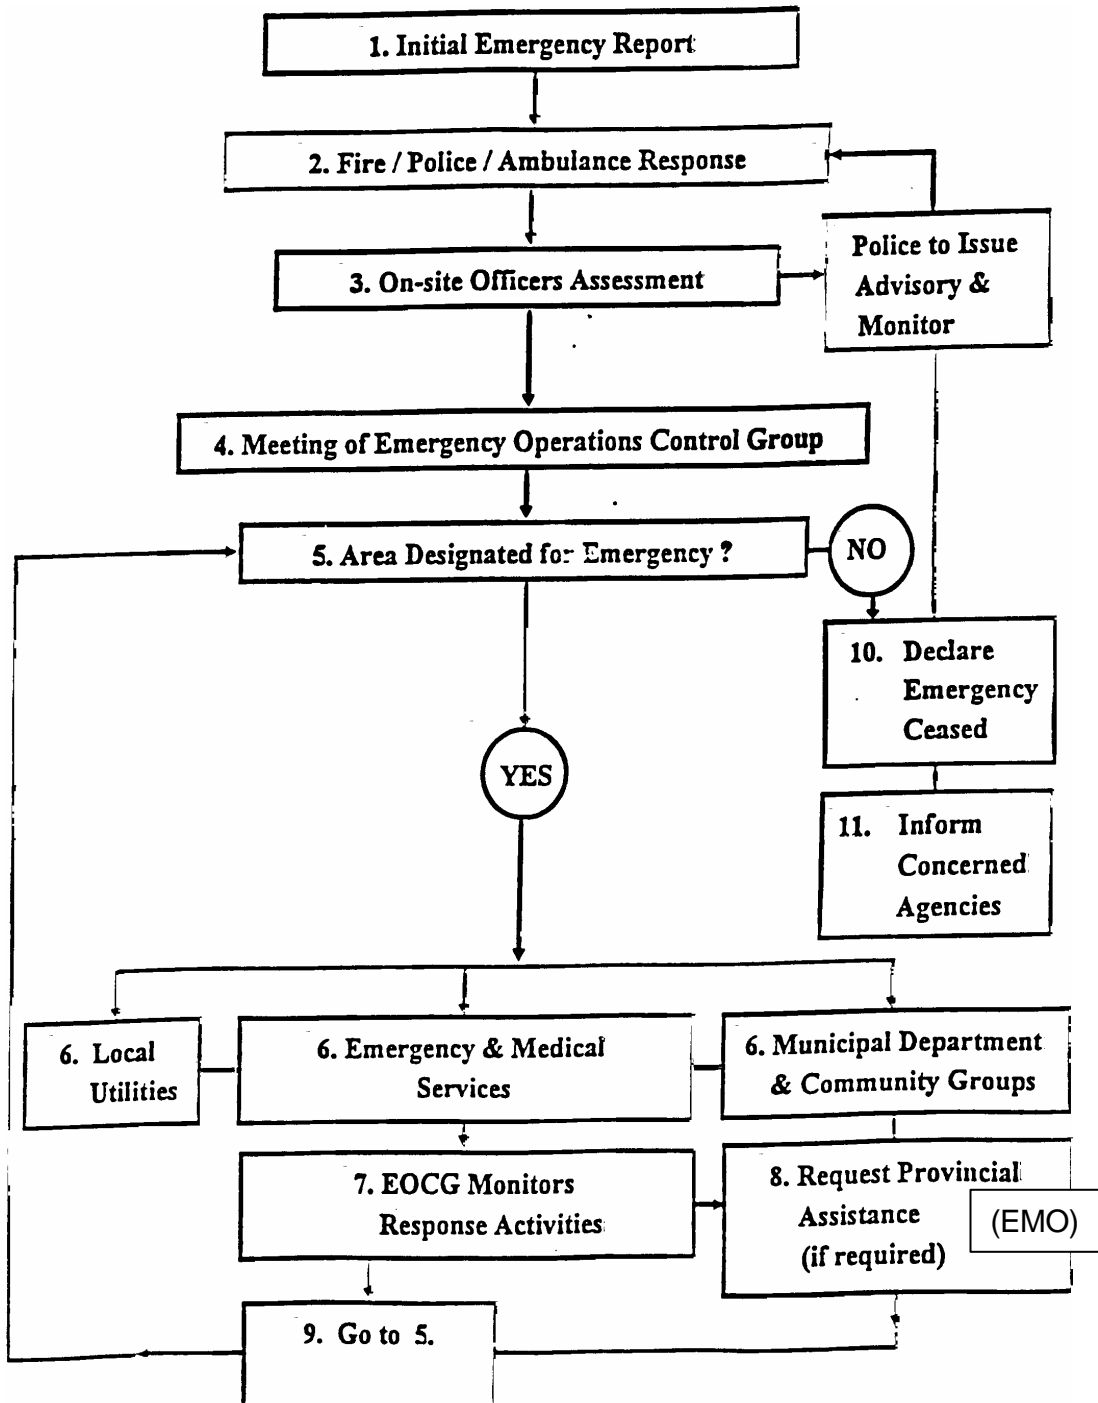 1. Initial Emergency Report
2. Fire / Police / Ambulance Response
Police to Issue
Advisory &
Monitor
3. On-site Officers Assessment
4. Meeting of Emergency Operations Control Group
5. Area Designated for Emergency ?
NO
10. Declare
Emergency
Ceased
YES
11. Inform
Concerned
Agencies
6. Local
Utilities
6. Emergency & Medical
Services
6. Municipal Department
& Community Groups
7. EOCG Monitors
Response Activities
8. Request Provincial
Assistance
(if required)
(EMO)
9. Go to 5.